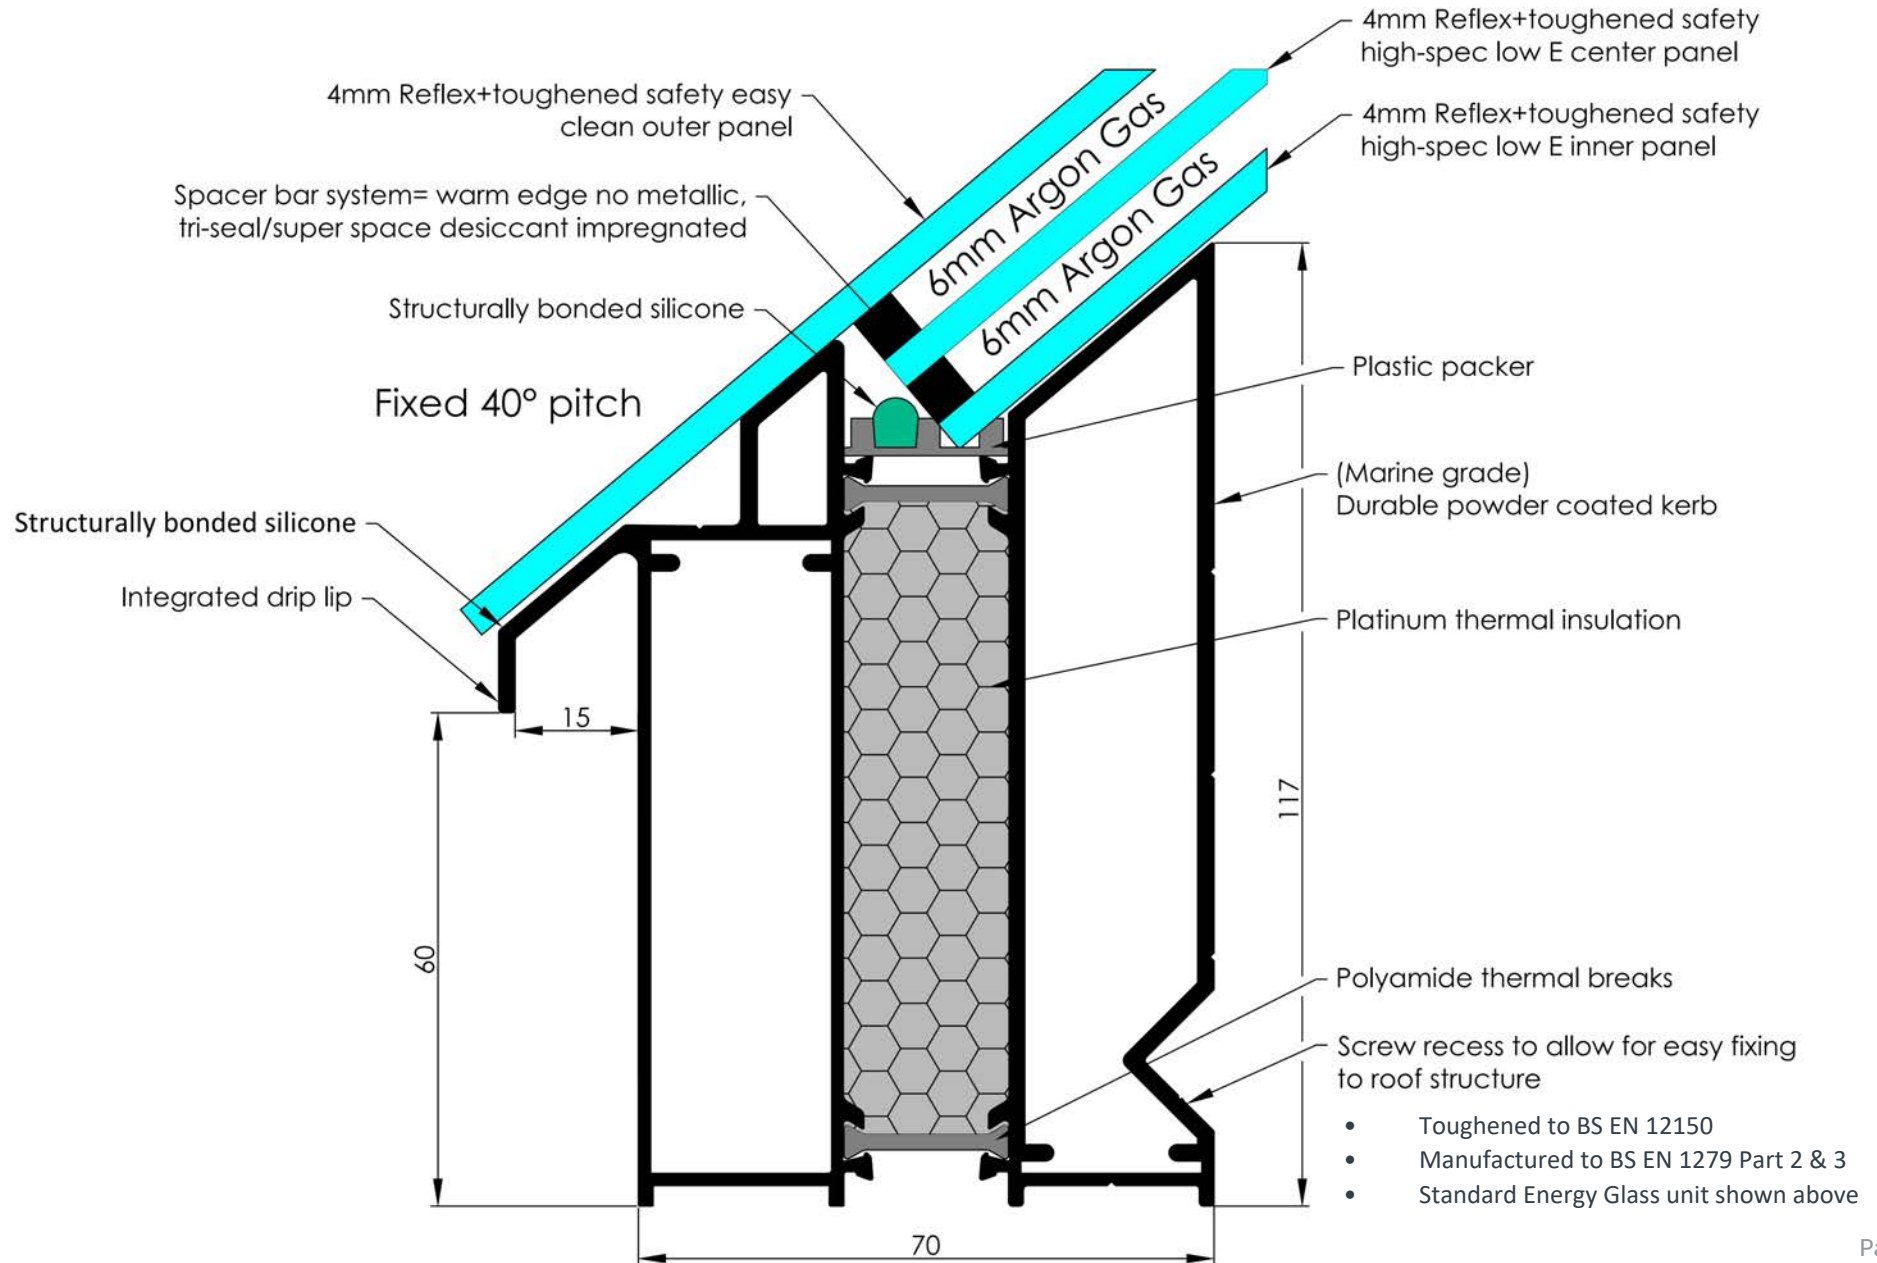 4mm Reflex+toughened safety
high-spec low E center panel
4mm Reflex+toughened safety easy
clean outer panel
4mm Reflex+toughened safety
high-spec low E inner panel
6mm Argon Gas
6mm Argon Gas
Spacer bar system= warm edge no metallic,
tri-seal/super space desiccant impregnated
Structurally bonded silicone
Plastic packer
Fixed 40° pitch
(Marine grade)
Durable powder coated kerb
Structurally bonded silicone
Integrated drip lip
Platinum thermal insulation
15
117
60
Polyamide thermal breaks
Screw recess to allow for easy fixing
to roof structure
• Toughened to BS EN 12150
• Manufactured to BS EN 1279 Part 2 & 3
• Standard Energy Glass unit shown above
70